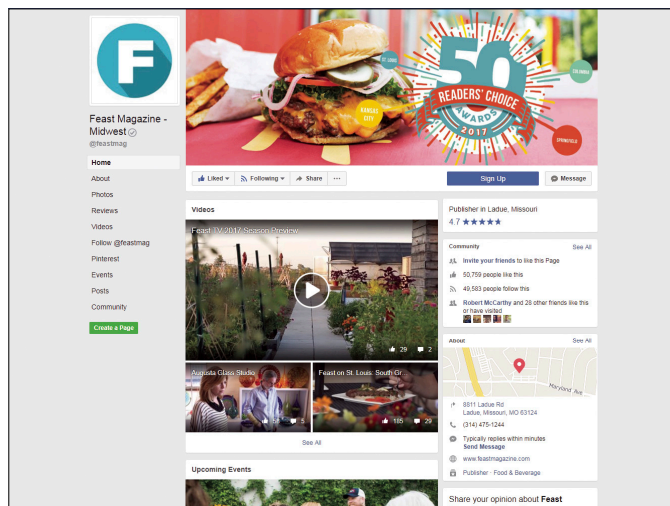 F
Feast Magazine -
Midwest
@feastmag
Home
About
Photos
Reviews
Videos
Follow @feastmag
Pinterest
Events
Posts
Community
Create a Page
ST. LOUIS
COLUMBIA
KANSAS
CITY
SPRINGFIELD
50
READERS' CHOICE
AWARDS
2017
Liked
Following
Share
...
Sign Up
Message
Videos
Feast TV 2017 Season Preview
29 2
Augusta Glass Studio
5
Feast on St. Louis: South Gr...
185 29
See All
Upcoming Events
Publisher in Ladue, Missouri
4.7 ★★★★★
Community See All
Invite your friends to like this Page
50,759 people like this
49,583 people follow this
Robert McCarthy and 28 other friends like this
or have visited
About See All
Maryland Ave
8811 Ladue Rd
Ladue, Missouri, MO 63124
(314) 475-1244
Typically replies within minutes
Send Message
www.feastmagazine.com
Publisher · Food & Beverage
Share your opinion about Feast